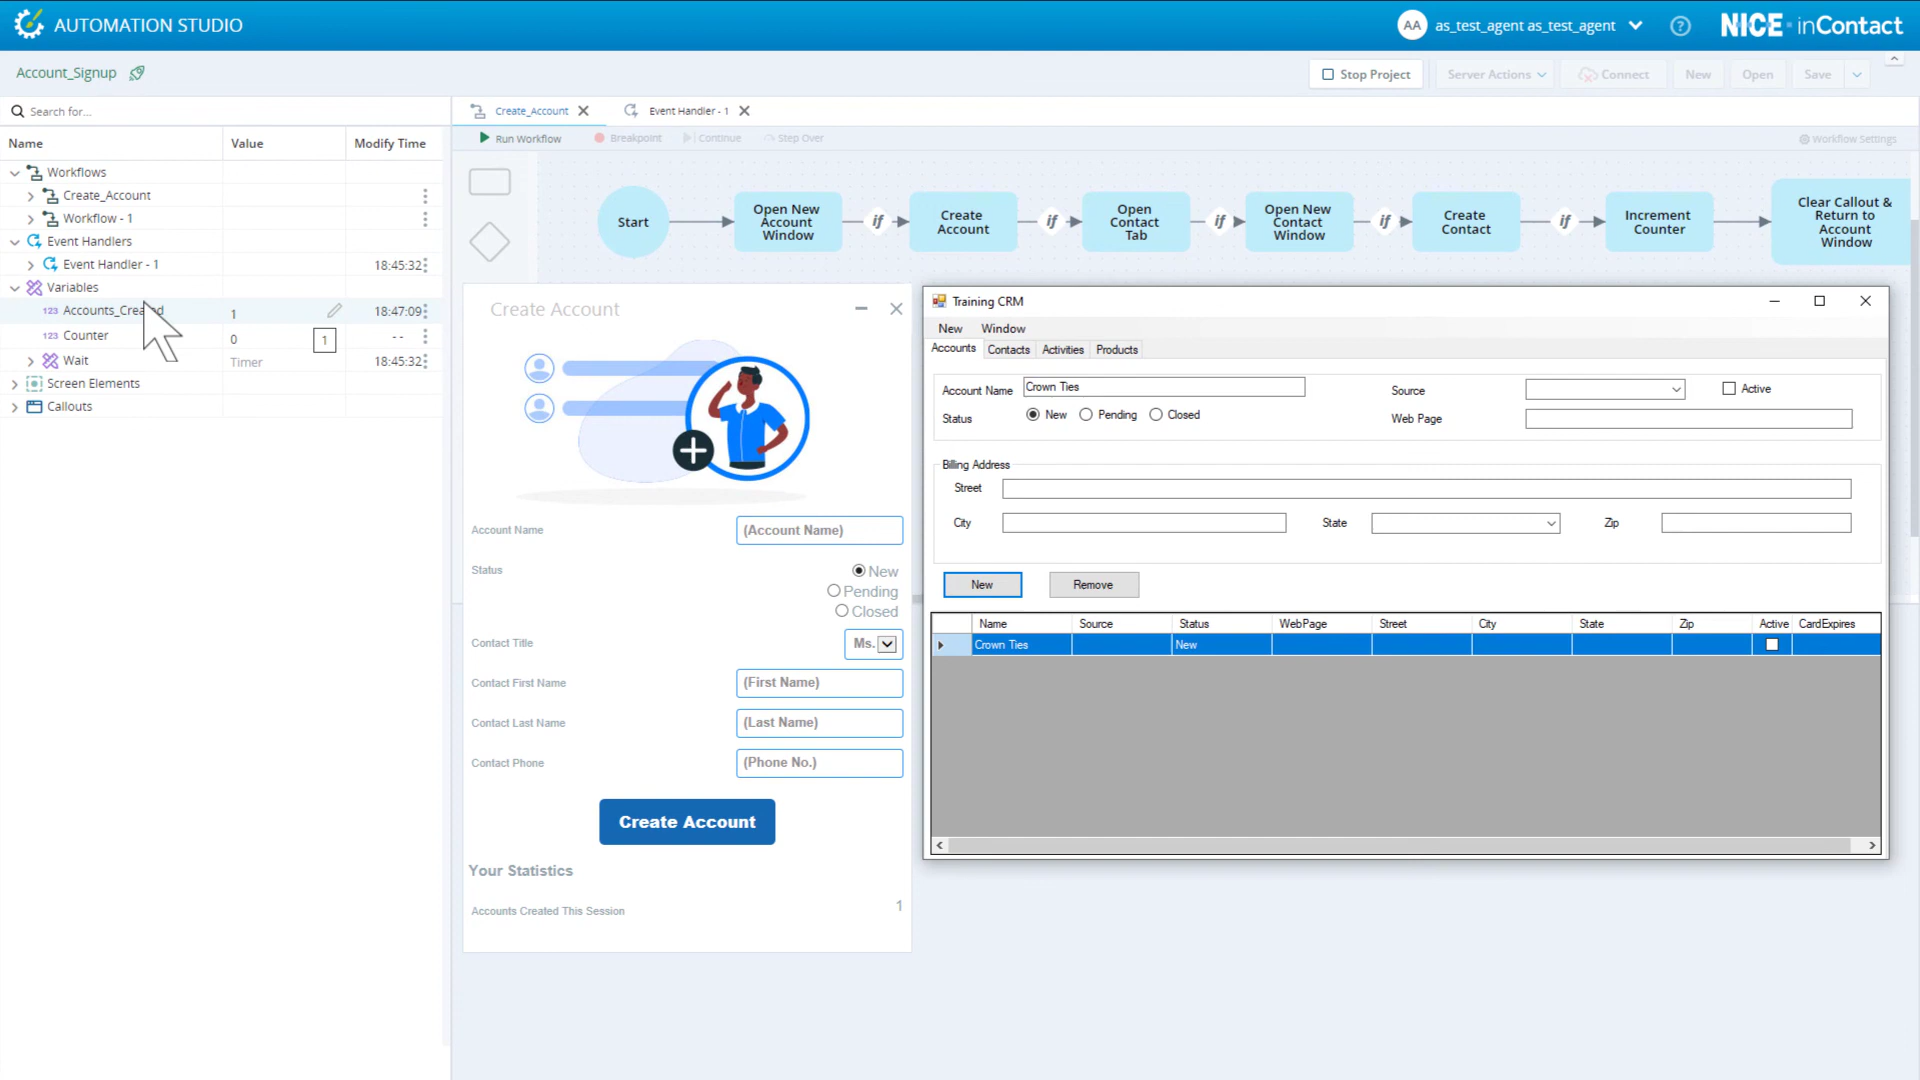 AUTOMATION STUDIO
AA as_test_agent as_test_agent ? NICE inContact
Account_Signup
Stop Project Server Actions Connect New Open Save
Search for...
Create_Account Event Handler - 1
Name Value Modify Time
Run Workflow Breakpoint Continue Step Over Workflow Settings
Workflows
Create_Account
Workflow - 1
Event Handlers
Event Handler - 1 18:45:32
Variables
123 Accounts_Created 1 18:47:09
123 Counter 0 1 --
Wait Timer 18:45:32
Screen Elements
Callouts
Start
Open New
Account
Window
if
Create
Account
if
Open
Contact
Tab
if
Open New
Contact
Window
if
Create
Contact
if
Increment
Counter
Clear Callout &
Return to
Account
Window
Create Account
Account Name (Account Name)
Status New
Pending
Closed
Contact Title Ms.
Contact First Name (First Name)
Contact Last Name (Last Name)
Contact Phone (Phone No.)
Create Account
Your Statistics
Accounts Created This Session 1
Training CRM
New Window
Accounts Contacts Activities Products
Account Name Crown Ties Source Active
Status New Pending Closed Web Page
Billing Address
Street
City State Zip
New Remove
Name Source Status WebPage Street City State Zip Active CardExpires
Crown Ties New